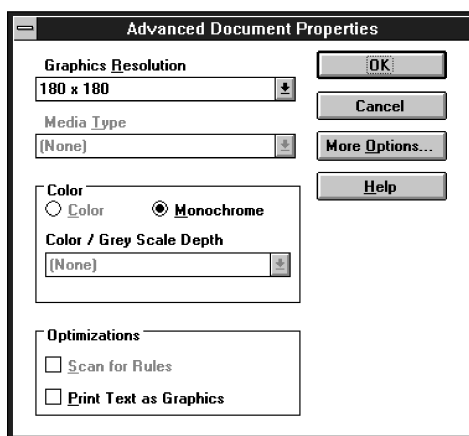 Advanced Document Properties
Graphics Resolution
180 x 180
Media Type
(None)
Color
Color
Monochrome
Color / Grey Scale Depth
(None)
Optimizations
Scan for Rules
Print Text as Graphics
OK
Cancel
More Options...
Help